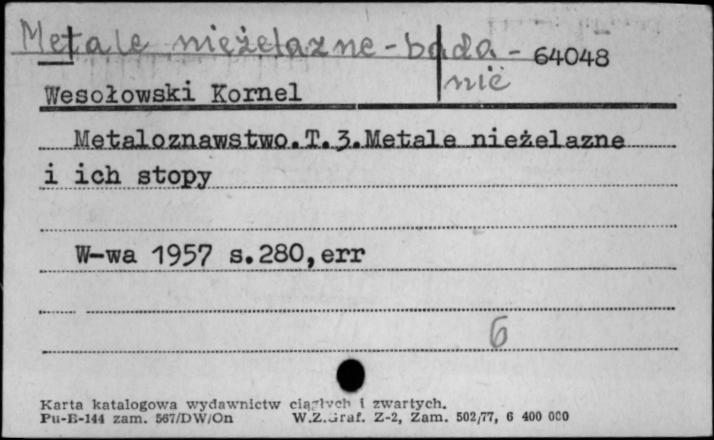 Metale nieżelazne - bada - 64048
nie
Wesołowski Kornel
Metaloznawstwo.T.3.Metale nieżelazne
i ich stopy
W-wa 1957 s.280,err
6
Karta katalogowa wydawnictw ciągłych i zwartych.
Pu-B-144 zam. 567/DW/On W.Z.Graf. Z-2, Zam. 502/77, 6 400 000